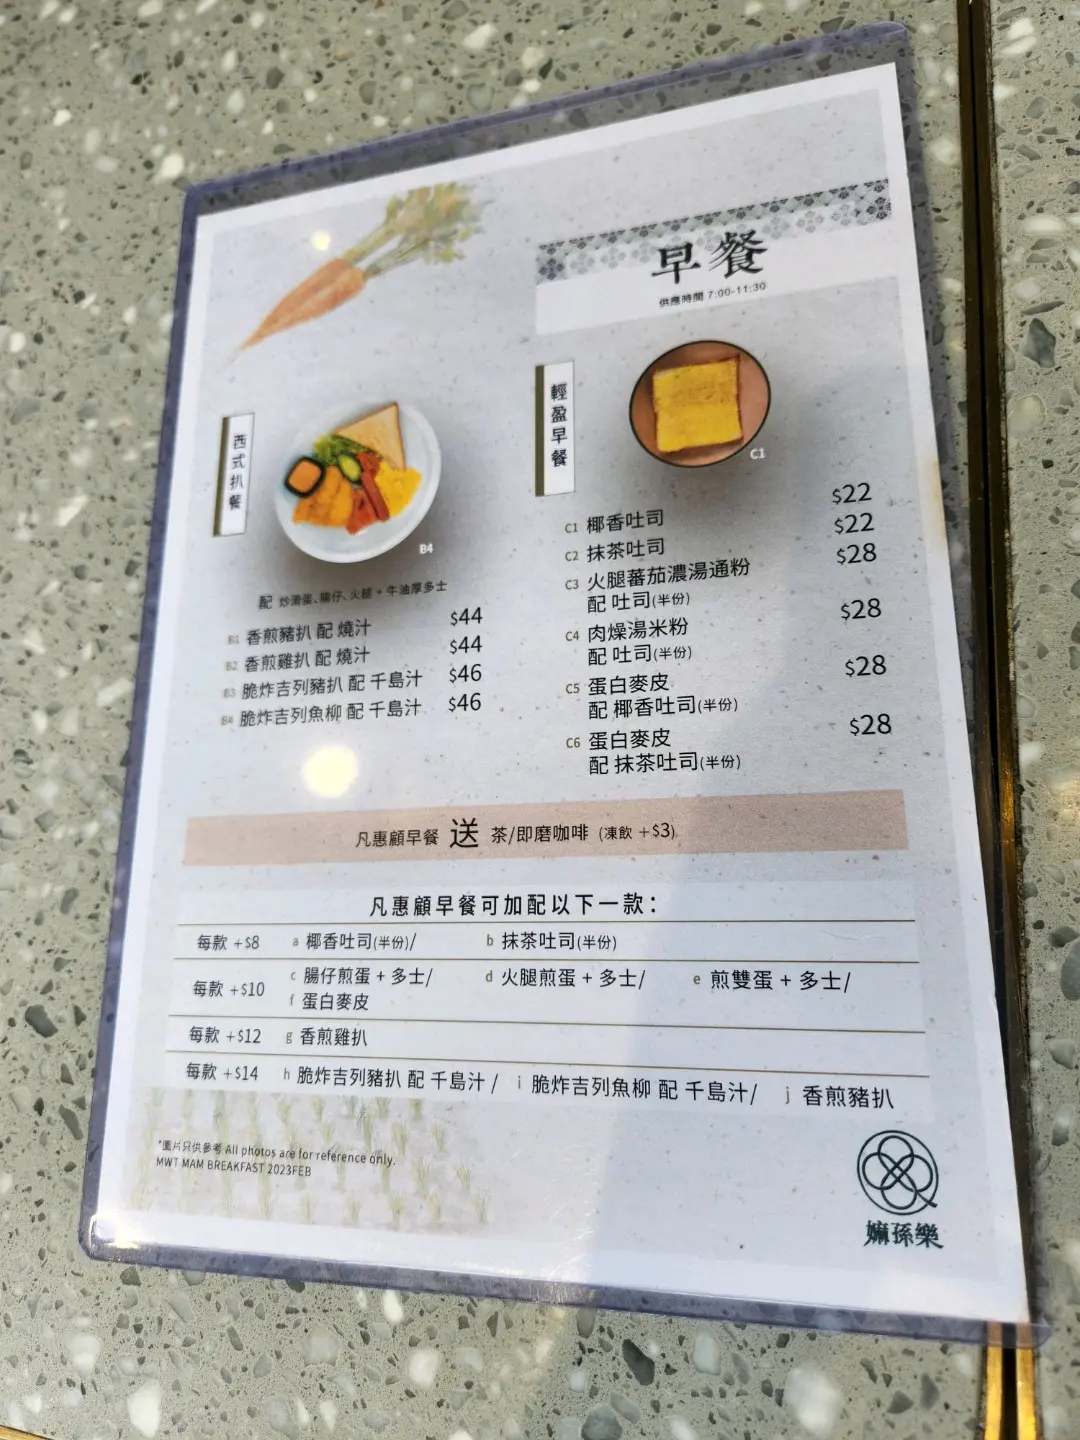 早餐
供應時間 7:00-11:30
西式扒餐
B4
配 炒滑蛋、腸仔、火腿 + 牛油厚多士
B1 香煎豬扒 配 燒汁 $44
B2 香煎雞扒 配 燒汁 $44
B3 脆炸吉列豬扒 配 千島汁 $46
B4 脆炸吉列魚柳 配 千島汁 $46
輕盈早餐
C1
C1 椰香吐司 $22
C2 抹茶吐司 $22
C3 火腿蕃茄濃湯通粉 $28
配 吐司(半份)
C4 肉燥湯米粉 $28
配 吐司(半份)
C5 蛋白麥皮 $28
配 椰香吐司(半份)
C6 蛋白麥皮 $28
配 抹茶吐司(半份)
凡惠顧早餐 送 茶/即磨咖啡 (凍飲 +$3)
凡惠顧早餐可加配以下一款：
每款 +$8 a 椰香吐司(半份)/ b 抹茶吐司(半份)
每款 +$10 c 腸仔煎蛋 + 多士/ d 火腿煎蛋 + 多士/ e 煎雙蛋 + 多士/
f 蛋白麥皮
每款 +$12 g 香煎雞扒
每款 +$14 h 脆炸吉列豬扒 配 千島汁 / i 脆炸吉列魚柳 配 千島汁/ j 香煎豬扒
*圖片只供參考 All photos are for reference only.
MWT MAM BREAKFAST 2023FEB
嫲孫樂